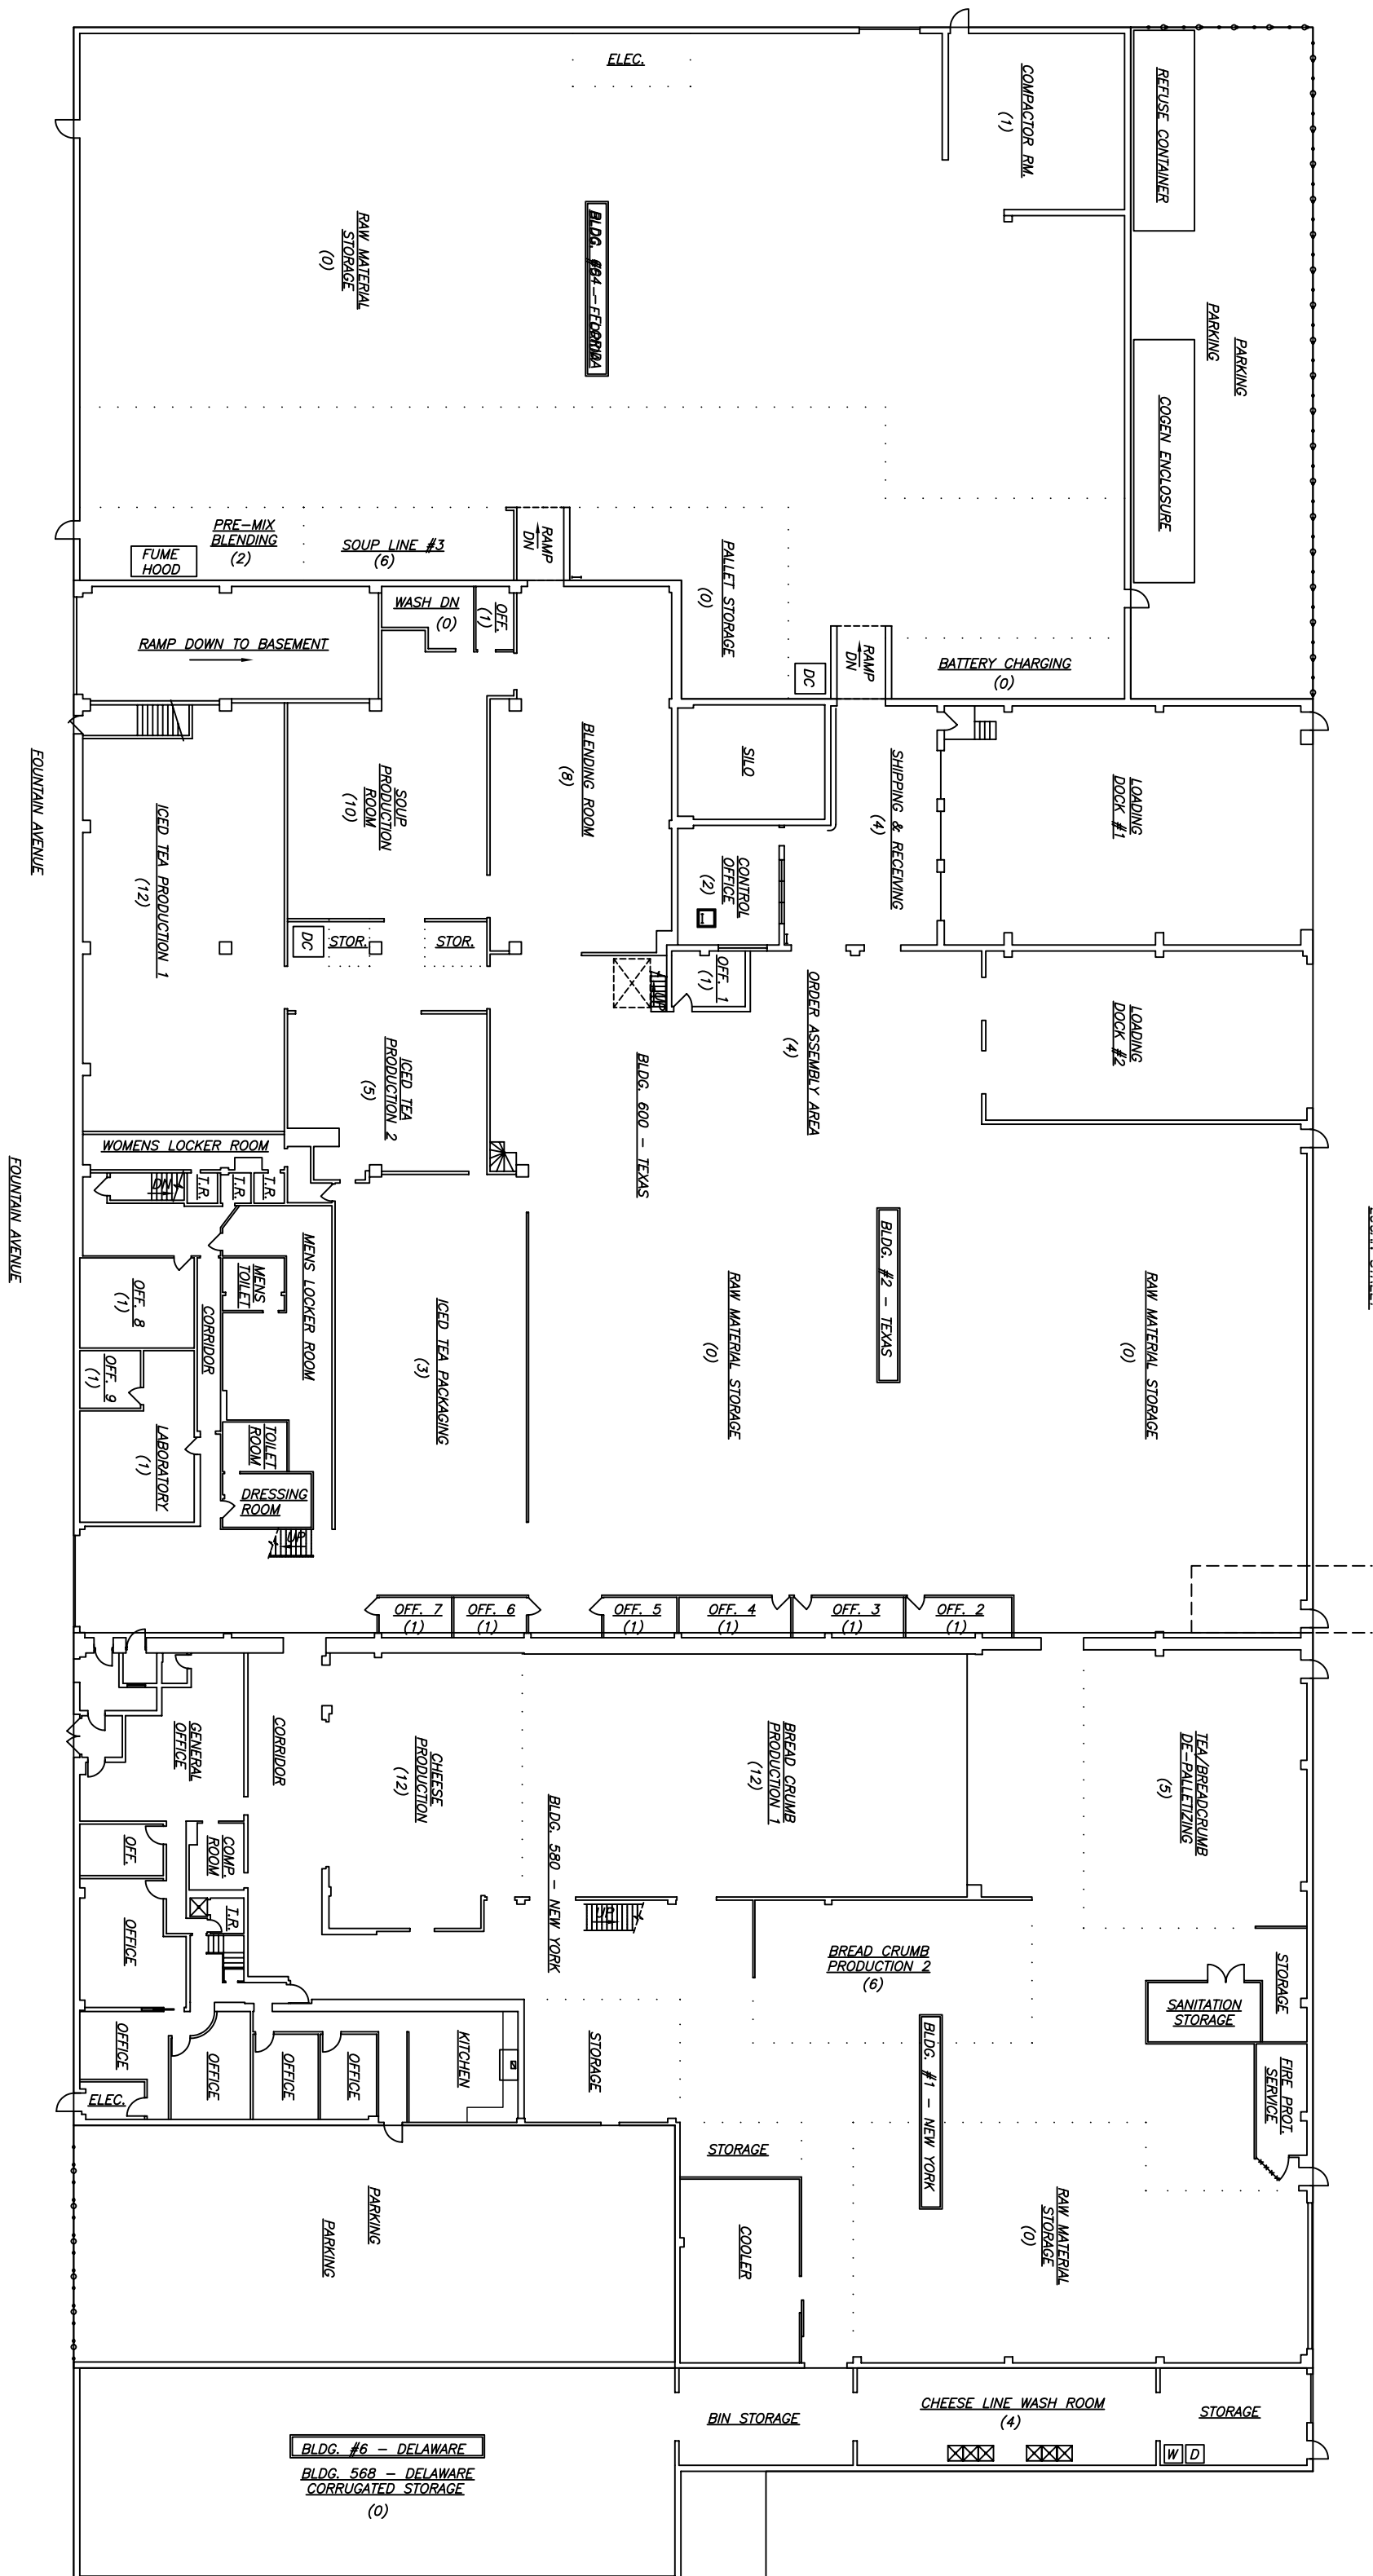 ELEC.
COMPACTOR RM.
(1)
REFUSE CONTAINER
RAW MATERIAL
STORAGE
(0)
PARKING
PARKING
COGEN ENCLOSURE
PRE-MIX
BLENDING
(2)
FUME
HOOD
SOUP LINE #3
(6)
RAMP
DN
PALLET STORAGE
(0)
WASH DN
(0)
OFF.
(1)
RAMP DOWN TO BASEMENT
RAMP
DN
DC
BATTERY CHARGING
(0)
FOUNTAIN AVENUE
ICED TEA PRODUCTION 1
(12)
SOUP
PRODUCTION
ROOM
(10)
BLENDING ROOM
(8)
SILO
SHIPPING & RECEIVING
(4)
LOADING
DOCK #1
CONTROL
OFFICE
(2)
DC
STOR.
STOR.
UP
OFF. 1
(1)
ORDER ASSEMBLY AREA
(4)
LOADING
DOCK #2
ICED TEA
PRODUCTION 2
(5)
BLDG. 600 - TEXAS
WOMENS LOCKER ROOM
FOUNTAIN AVENUE
DN
T.R.
T.R.
T.R.
BLDG. #2 - TEXAS
MENS LOCKER ROOM
MENS
TOILET
OFF. 8
(1)
CORRIDOR
ICED TEA PACKAGING
(3)
RAW MATERIAL STORAGE
(0)
RAW MATERIAL STORAGE
(0)
OFF. 9
(1)
LABORATORY
(1)
TOILET
ROOM
DRESSING
ROOM
UP
OFF. 7
(1)
OFF. 6
(1)
OFF. 5
(1)
OFF. 4
(1)
OFF. 3
(1)
OFF. 2
(1)
GENERAL
OFFICE
CORRIDOR
CHEESE
PRODUCTION
(12)
BREAD CRUMB
PRODUCTION 1
(12)
TEA/BREADCRUMB
DE-PALLETIZING
(5)
BLDG. 580 - NEW YORK
OFF.
COMP.
ROOM
T.R.
OFFICE
UP
BREAD CRUMB
PRODUCTION 2
(6)
STORAGE
SANITATION
STORAGE
OFFICE
ELEC.
OFFICE
OFFICE
OFFICE
KITCHEN
STORAGE
BLDG. #1 - NEW YORK
FIRE PROT.
SERVICE
STORAGE
PARKING
PARKING
COOLER
RAW MATERIAL
STORAGE
(0)
BIN STORAGE
CHEESE LINE WASH ROOM
(4)
STORAGE
W
D
BLDG. #6 - DELAWARE
BLDG. 568 - DELAWARE
CORRUGATED STORAGE
(0)